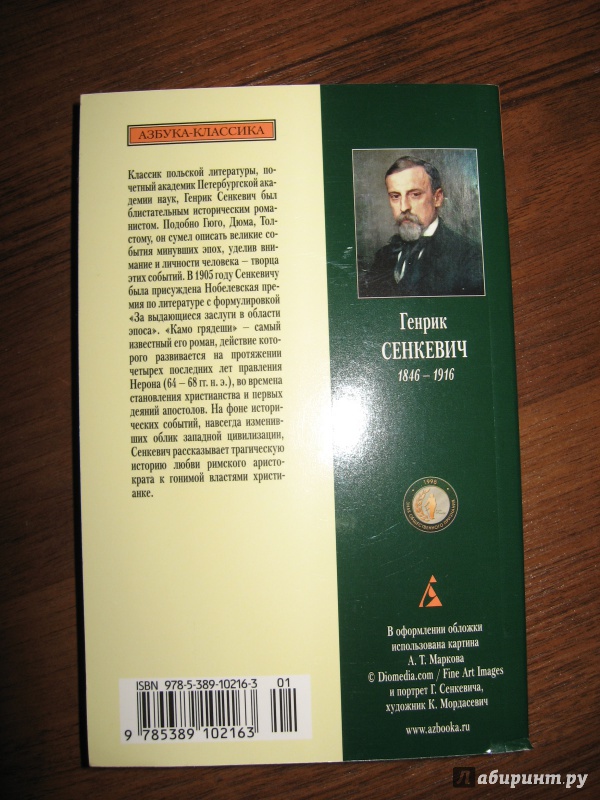 АЗБУКА-КЛАССИКА
Классик польской литературы, по-
четный академик Петербургской ака-
демии наук, Генрик Сенкевич был
блистательным историческим рома-
нистом. Подобно Гюго, Дюма, Тол-
стому, он сумел описать великие со-
бытия минувших эпох, уделив вни-
мание и личности человека – творца
этих событий. В 1905 году Сенкевичу
была присуждена Нобелевская пре-
мия по литературе с формулировкой
«За выдающиеся заслуги в области
эпоса». «Камо грядеши» – самый
известный его роман, действие кото-
рого развивается на протяжении
четырех последних лет правления
Нерона (64 – 68 гг. н. э.), во времена
становления христианства и первых
деяний апостолов. На фоне истори-
ческих событий, навсегда изменив-
ших облик западной цивилизации,
Сенкевич рассказывает трагическую
историю любви римского аристо-
крата к гонимой властями христи-
анке.
ISBN 978-5-389-10216-3
01
9 785389 102163
Генрик
СЕНКЕВИЧ
1846 – 1916
1995
ЗНАК ОБЩЕСТВЕННОГО ПРИЗНАНИЯ
В оформлении обложки
использована картина
А. Т. Маркова
© Diomedia.com / Fine Art Images
и портрет Г. Сенкевича,
художник К. Мордасевич
www.azbooka.ru
Лабиринт.ру